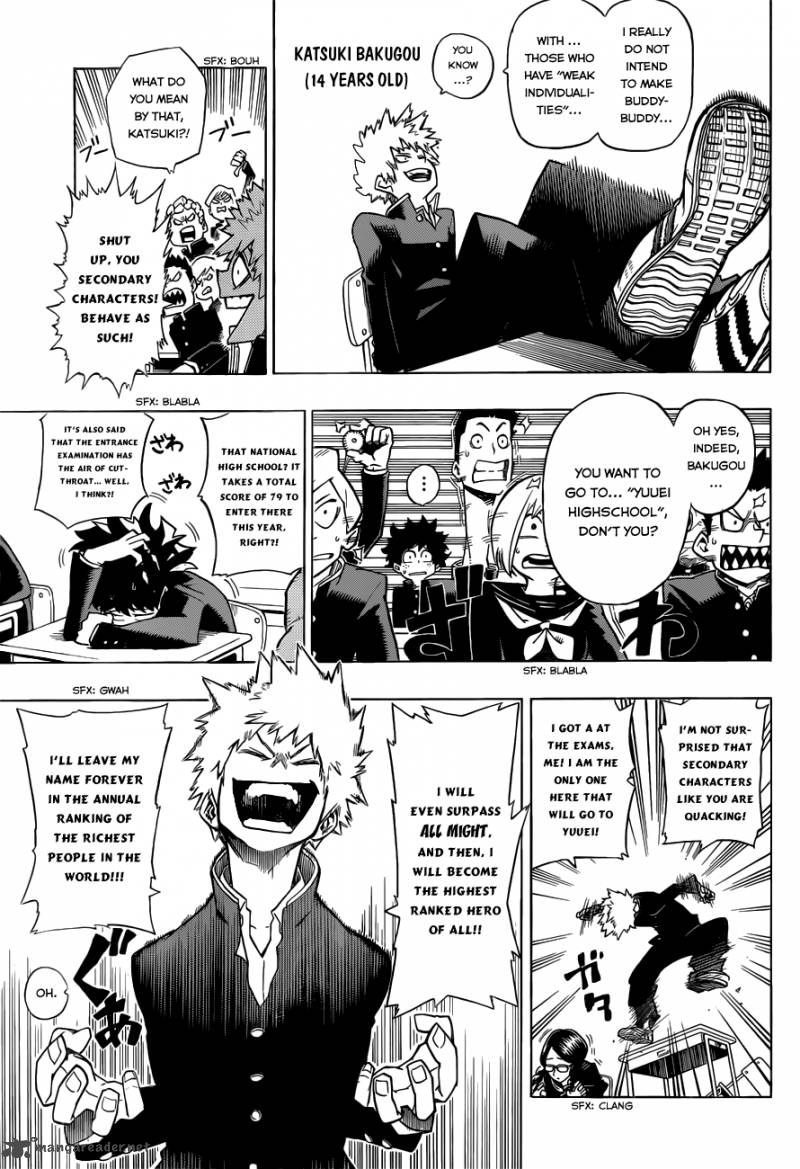 I REALLY
DO NOT
INTEND
TO MAKE
BUDDY-
BUDDY...
WITH ...
THOSE WHO
HAVE "WEAK
INDIVIDUALI-
TIES"...
YOU
KNOW
...?
KATSUKI BAKUGOU
(14 YEARS OLD)
SFX: BOUH
WHAT DO
YOU MEAN
BY THAT,
KATSUKI?!
ブー
ブー
SHUT
UP, YOU
SECONDARY
CHARACTERS!
BEHAVE AS
SUCH!
OH YES,
INDEED,
BAKUGOU
...
YOU WANT
TO GO
TO... "YUUEI
HIGHSCHOOL",
DON'T YOU?
...
ざわ
SFX: BLABLA
SFX: BLABLA
THAT NATIONAL
HIGH SCHOOL? IT
TAKES A TOTAL
SCORE OF 79 TO
ENTER THERE
THIS YEAR,
RIGHT?!
ざわ
ざわ
IT'S ALSO SAID
THAT THE ENTRANCE
EXAMINATION
HAS THE AIR OF CUT-
THROAT... WELL.
I THINK?!
I'M NOT SUR-
PRISED THAT
SECONDARY
CHARACTERS
LIKE YOU ARE
QUACKING!
I GOT A AT
THE EXAMS,
ME! I AM THE
ONLY ONE
HERE THAT
WILL GO TO
YUUEI!
ガタ
SFX: CLANG
SFX: GWAH
I WILL
EVEN SURPASS
ALL MIGHT,
AND THEN, I
WILL BECOME
THE HIGHEST
RANKED HERO
OF ALL!!
I'LL LEAVE MY
NAME FOREVER
IN THE ANNUAL
RANKING OF
THE RICHEST
PEOPLE IN THE
WORLD!!!
ぐあ
OH.
mangareader.net